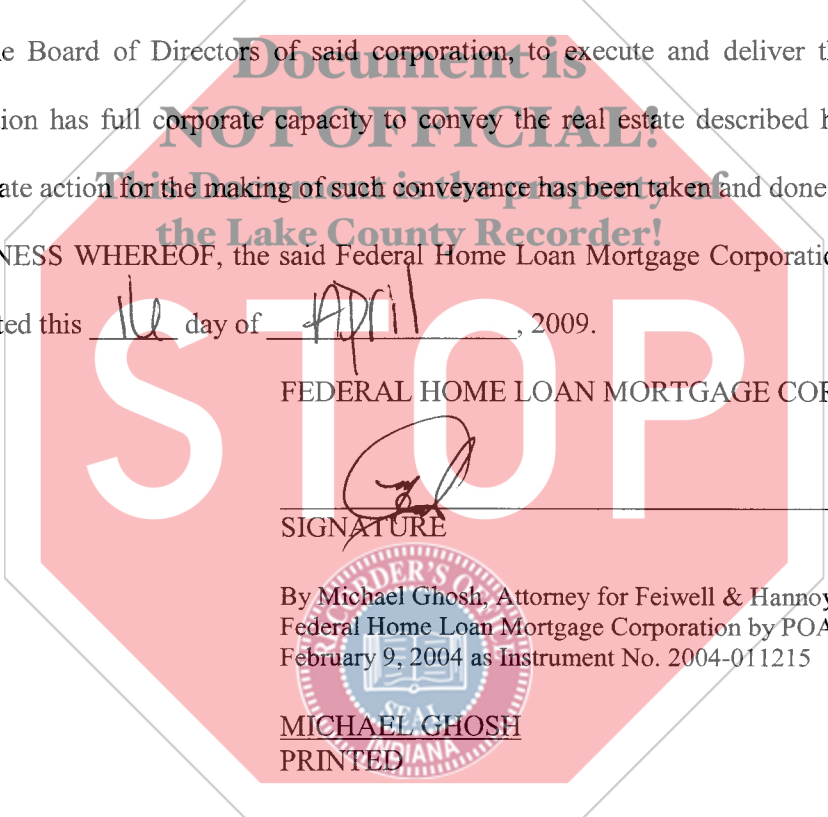 e Board of Directors of said corporation, to execute and deliver t
Document is
ion has full corporate capacity to convey the real estate described h
NOT OFFICIAL!
ate action for the making of such conveyance has been taken and done
This Document is the property of
the Lake County Recorder!
NESS WHEREOF, the said Federal Home Loan Mortgage Corporatio
ted this 16 day of April, 2009.
STOP
FEDERAL HOME LOAN MORTGAGE COR
SIGNATURE
By Michael Ghosh, Attorney for Feiwell & Hannoy
Federal Home Loan Mortgage Corporation by POA
February 9, 2004 as Instrument No. 2004-011215
RECORDER'S OFFICE
SEAL
INDIANA
MICHAEL GHOSH
PRINTED